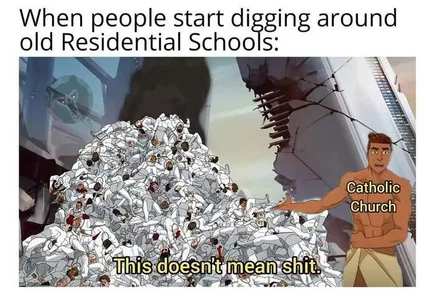 When people start digging around
old Residential Schools:
Catholic
Church
This doesn't mean shit.